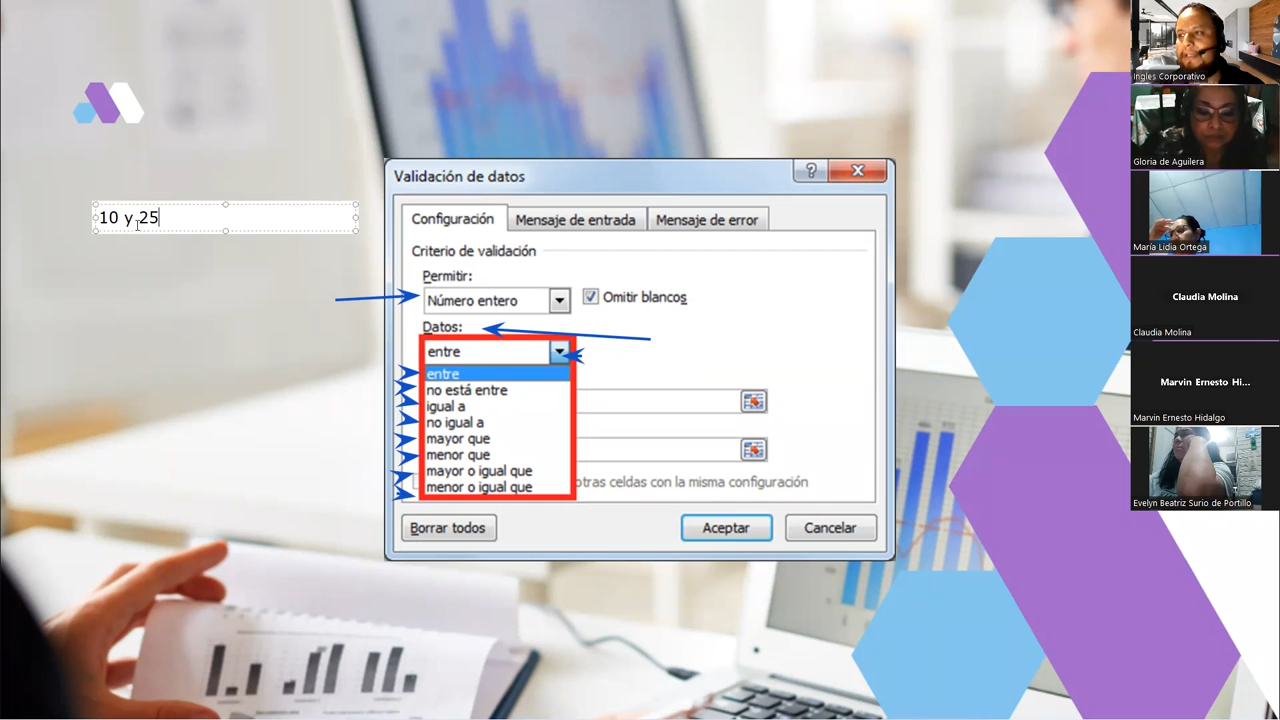 10 y 25
Validación de datos
?
Configuración
Mensaje de entrada
Mensaje de error
Criterio de validación
Permitir:
Número entero
Omitir blancos
Datos:
entre
entre
no está entre
igual a
no igual a
mayor que
menor que
mayor o igual que
menor o igual que
otras celdas con la misma configuración
Borrar todos
Aceptar
Cancelar
Ingles Corporativo
Gloria de Aguilera
María Lidia Ortega
Claudia Molina
Claudia Molina
Marvin Ernesto Hi...
Marvin Ernesto Hidalgo
Evelyn Beatriz Surio de Portillo